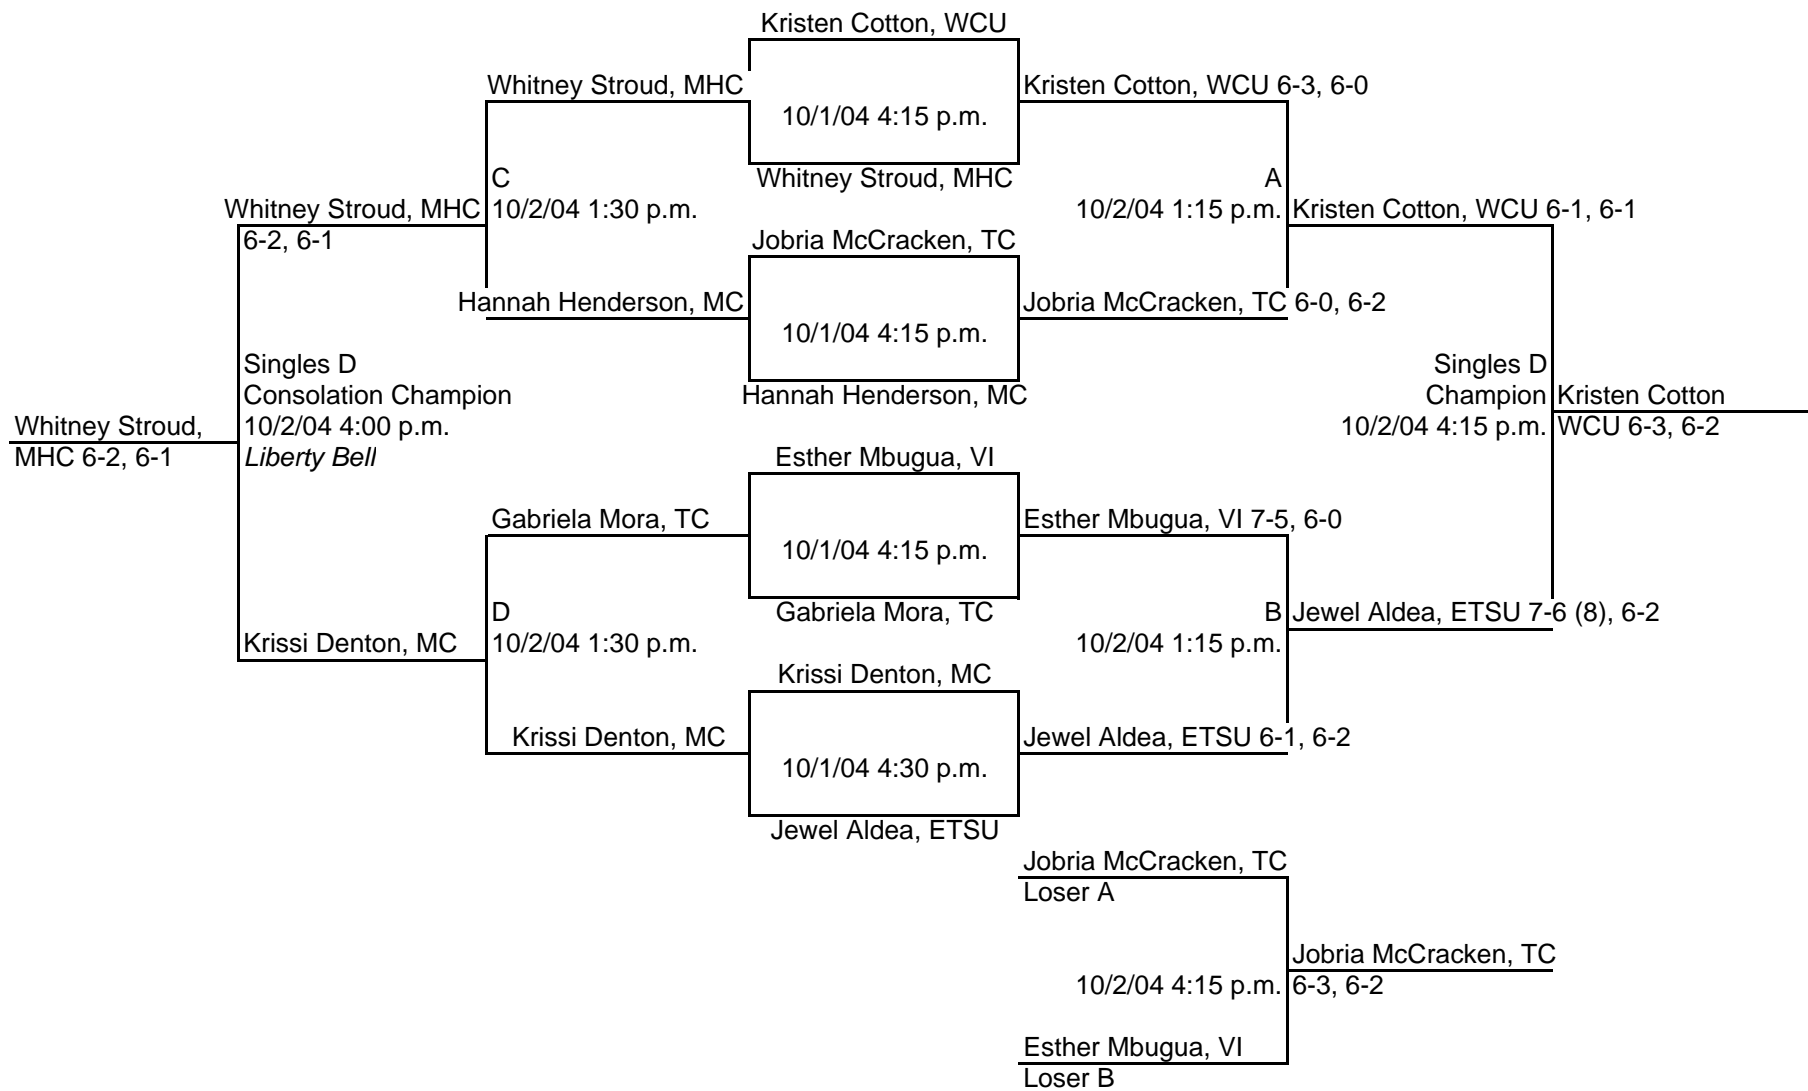 Kristen Cotton, WCU
Whitney Stroud, MHC
Kristen Cotton, WCU 6-3, 6-0
10/1/04 4:15 p.m.
C
Whitney Stroud, MHC
A
Whitney Stroud, MHC
10/2/04 1:30 p.m.
10/2/04 1:15 p.m.
Kristen Cotton, WCU 6-1, 6-1
6-2, 6-1
Jobria McCracken, TC
Hannah Henderson, MC
Jobria McCracken, TC 6-0, 6-2
10/1/04 4:15 p.m.
Singles D
Singles D
Consolation Champion
Hannah Henderson, MC
Champion
Kristen Cotton
Whitney Stroud,
10/2/04 4:00 p.m.
10/2/04 4:15 p.m.
WCU 6-3, 6-2
MHC 6-2, 6-1
Liberty Bell
Esther Mbugua, VI
Gabriela Mora, TC
Esther Mbugua, VI 7-5, 6-0
10/1/04 4:15 p.m.
D
Gabriela Mora, TC
B
Jewel Aldea, ETSU 7-6 (8), 6-2
Krissi Denton, MC
10/2/04 1:30 p.m.
10/2/04 1:15 p.m.
Krissi Denton, MC
Krissi Denton, MC
Jewel Aldea, ETSU 6-1, 6-2
10/1/04 4:30 p.m.
Jewel Aldea, ETSU
Jobria McCracken, TC
Loser A
Jobria McCracken, TC
10/2/04 4:15 p.m.
6-3, 6-2
Esther Mbugua, VI
Loser B